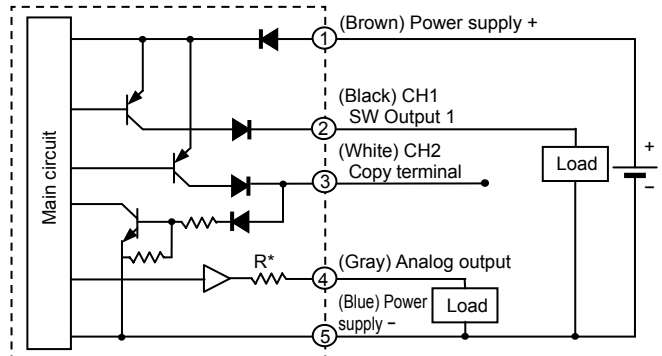 Main circuit
1
(Brown) Power supply +
(Black) CH1
SW Output 1
2
(White) CH2
Copy terminal
3
Load
+
−
R*
4
(Gray) Analog output
(Blue) Power
supply −
Load
5